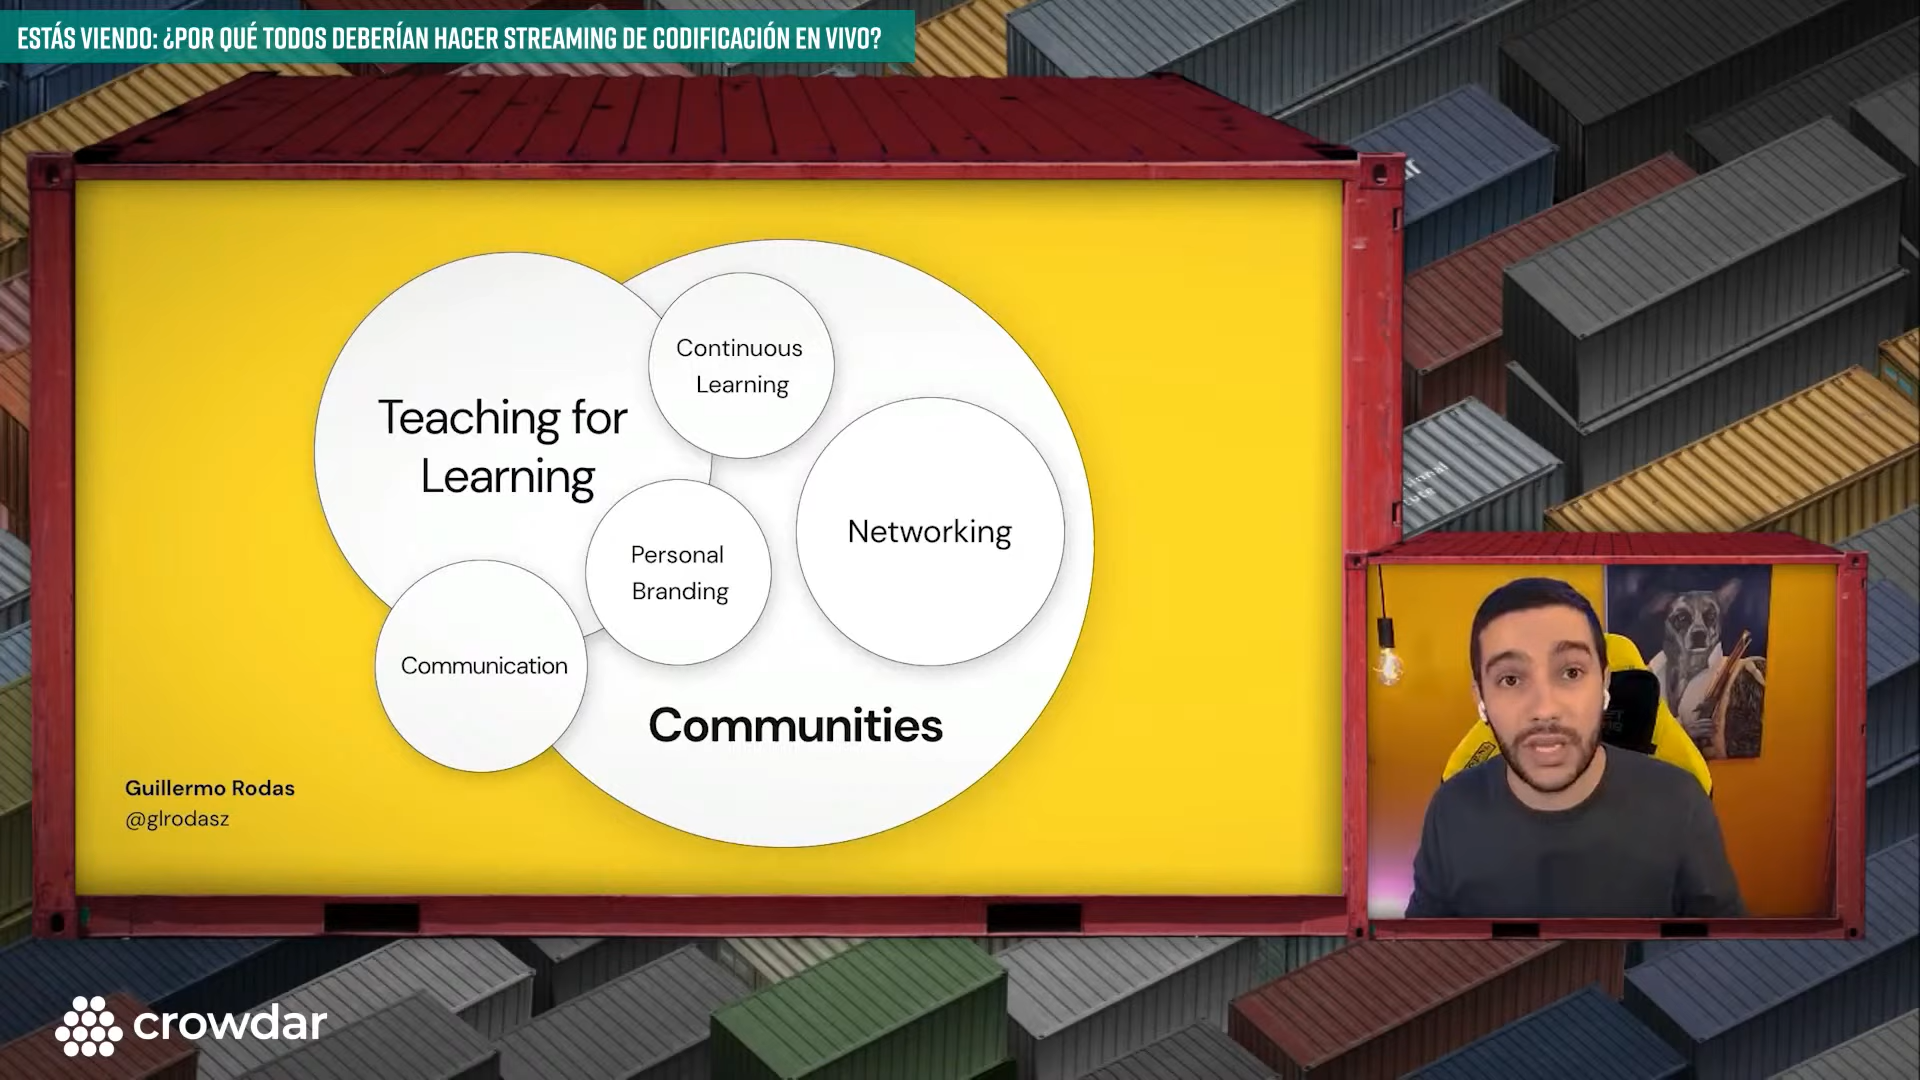 ESTÁS VIENDO: ¿POR QUÉ TODOS DEBERÍAN HACER STREAMING DE CODIFICACIÓN EN VIVO?
Continuous
Learning
Teaching for
Learning
Networking
Personal
Branding
Communication
Communities
Guillermo Rodas
@glrodasz
crowdar